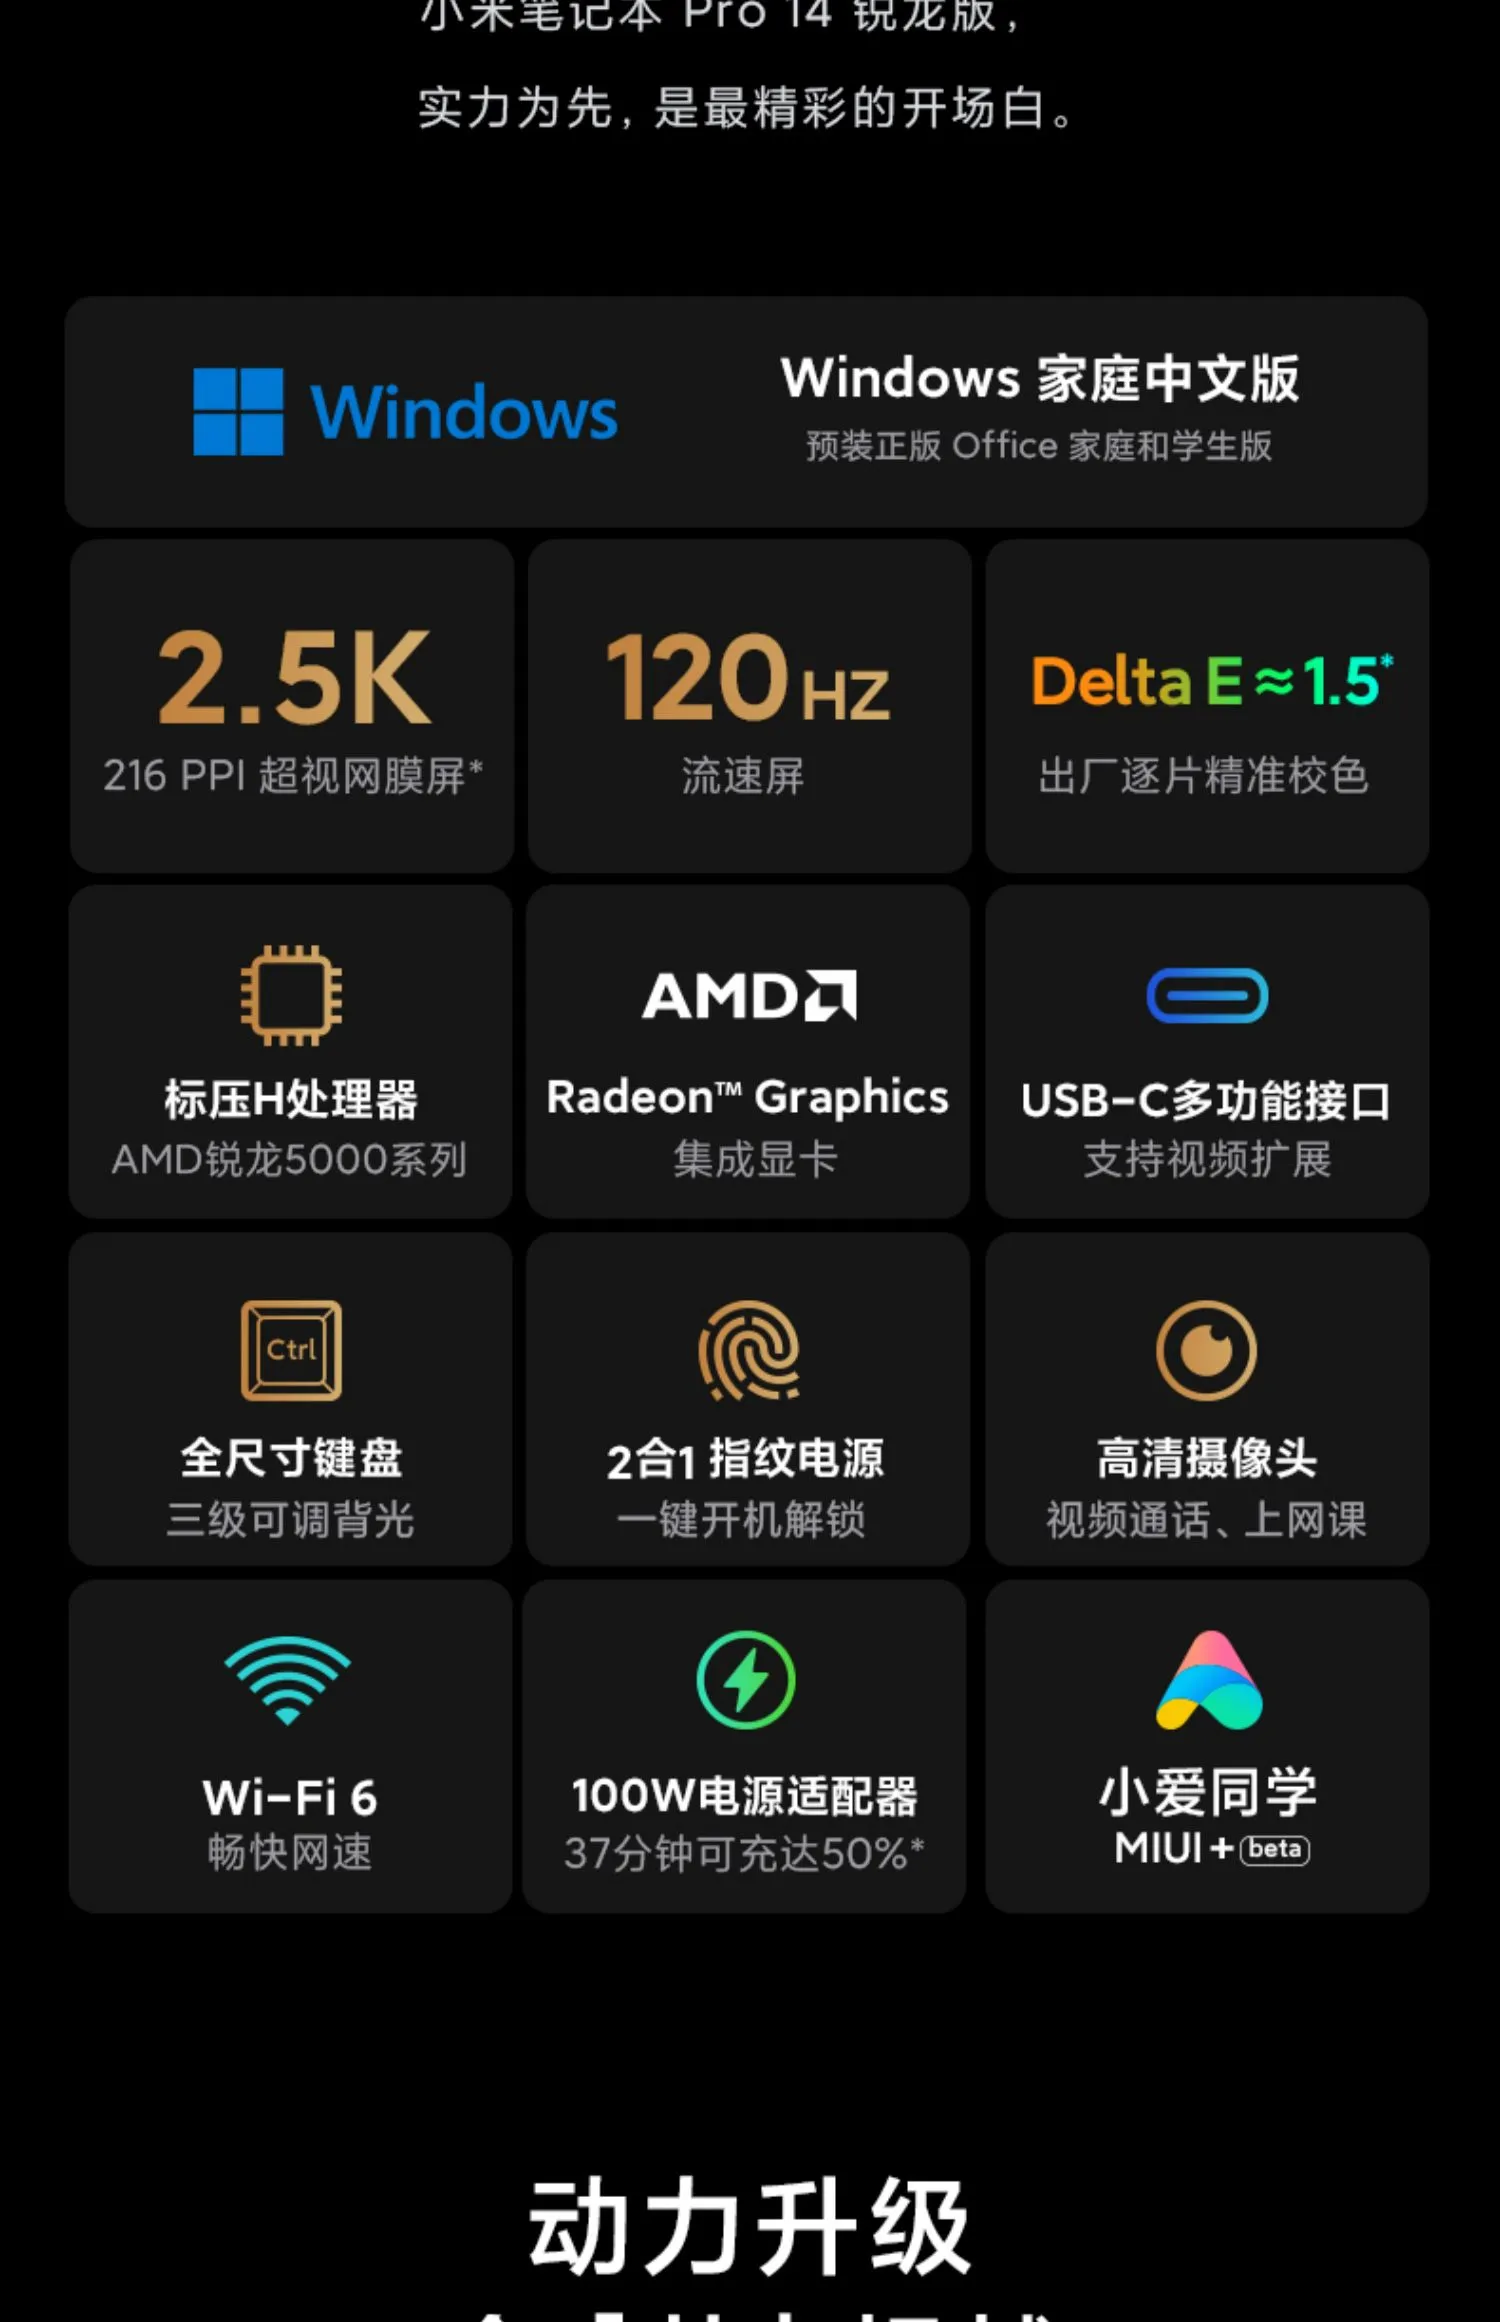 小米笔记本 Pro 14 锐龙版，
实力为先，是最精彩的开场白。
Windows
Windows 家庭中文版
预装正版 Office 家庭和学生版
2.5K
216 PPI 超视网膜屏*
120HZ
流速屏
Delta E≈1.5*
出厂逐片精准校色
标压H处理器
AMD锐龙5000系列
AMD
Radeon™ Graphics
集成显卡
USB-C多功能接口
支持视频扩展
Ctrl
全尺寸键盘
三级可调背光
2合1 指纹电源
一键开机解锁
高清摄像头
视频通话、上网课
Wi-Fi 6
畅快网速
100W电源适配器
37分钟可充达50%*
小爱同学
MIUI+beta
动力升级